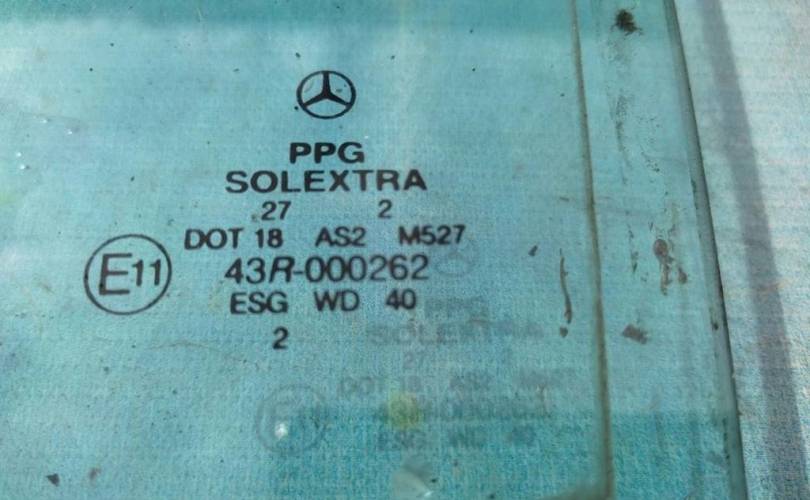 PPG
SOLEXTRA
27 2
DOT 18 AS2 M527
E11 43R-000262
ESG WD 40
2